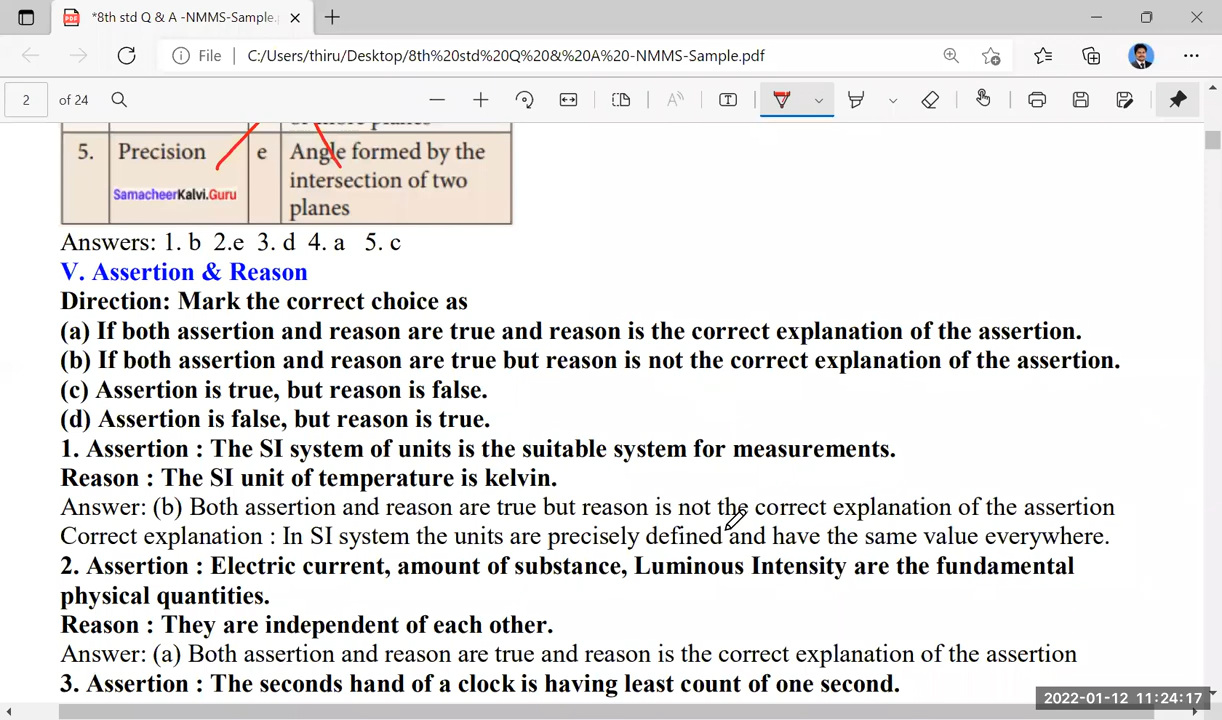 *8th std Q & A -NMMS-Sample.
File C:/Users/thiru/Desktop/8th%20std%20Q%20&%20A%20-NMMS-Sample.pdf
2 of 24
5. Precision e Angle formed by the
intersection of two
planes
SamacheerKalvi.Guru
Answers: 1. b 2.e 3. d 4. a 5. c
V. Assertion & Reason
Direction: Mark the correct choice as
(a) If both assertion and reason are true and reason is the correct explanation of the assertion.
(b) If both assertion and reason are true but reason is not the correct explanation of the assertion.
(c) Assertion is true, but reason is false.
(d) Assertion is false, but reason is true.
1. Assertion : The SI system of units is the suitable system for measurements.
Reason : The SI unit of temperature is kelvin.
Answer: (b) Both assertion and reason are true but reason is not the correct explanation of the assertion
Correct explanation : In SI system the units are precisely defined and have the same value everywhere.
2. Assertion : Electric current, amount of substance, Luminous Intensity are the fundamental
physical quantities.
Reason : They are independent of each other.
Answer: (a) Both assertion and reason are true and reason is the correct explanation of the assertion
3. Assertion : The seconds hand of a clock is having least count of one second.
2022-01-12 11:24:17